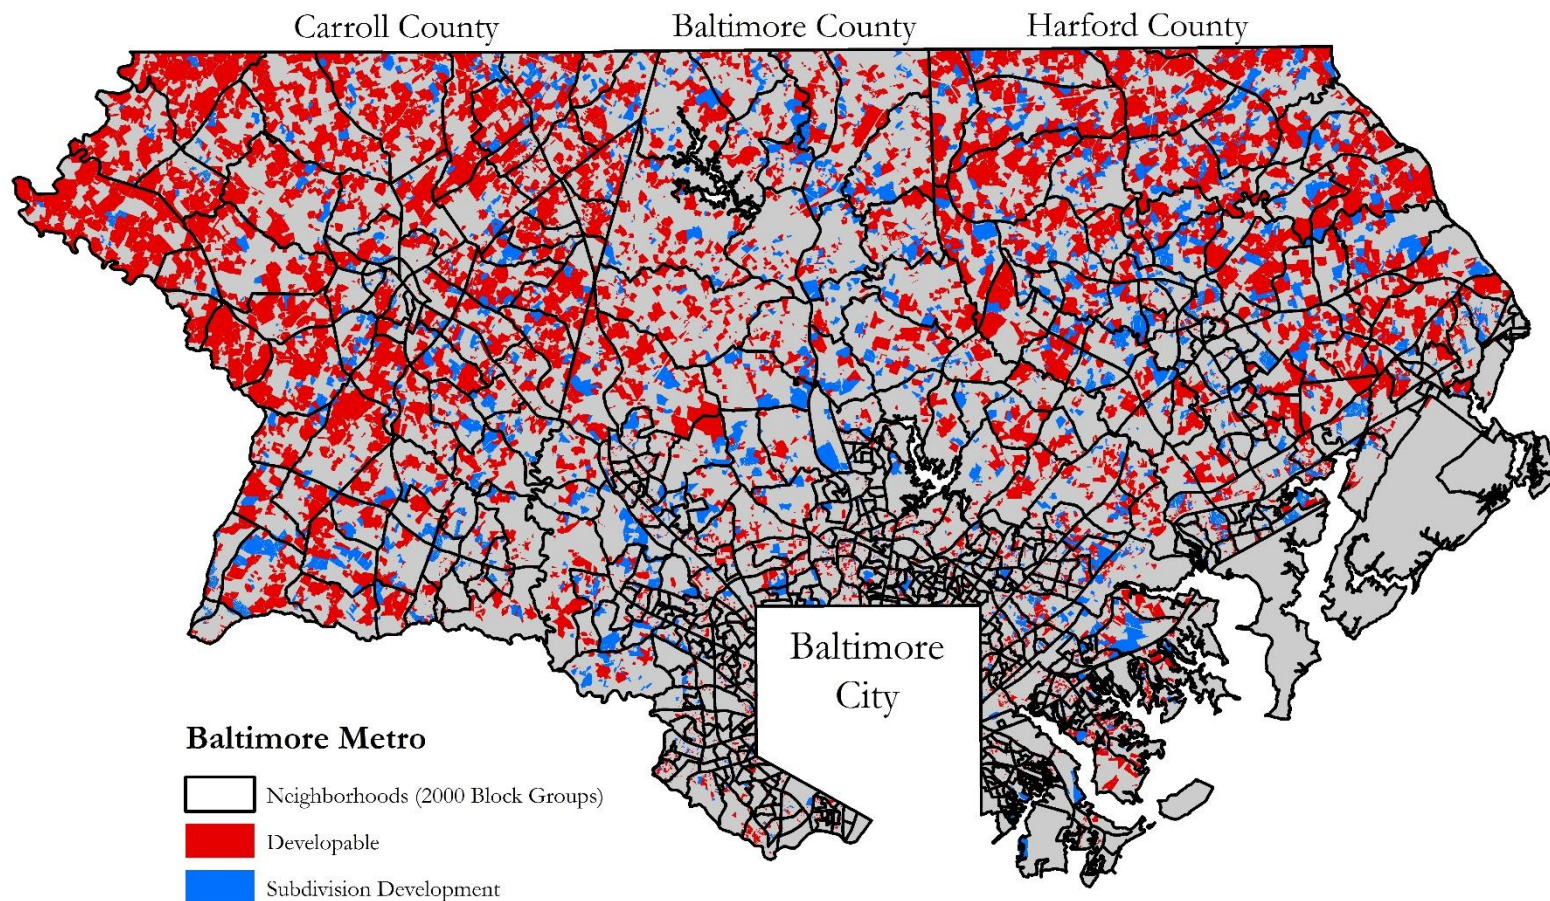 Carroll County
Baltimore County
Harford County
Baltimore
City
Baltimore Metro
Neighborhoods (2000 Block Groups)
Developable
Subdivision Development